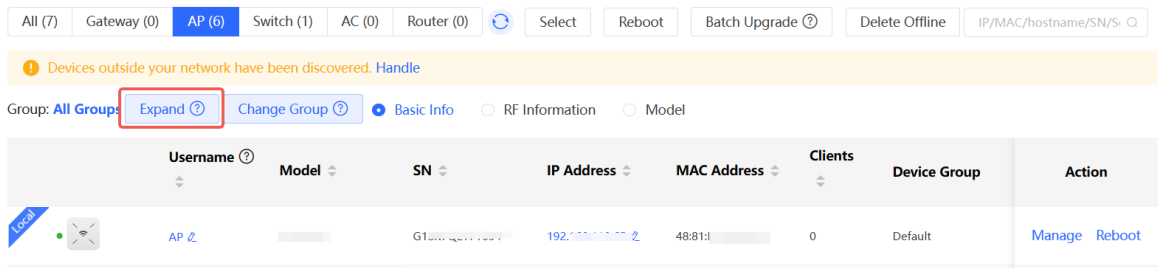 All (7) Gateway (0) AP (6) Switch (1) AC (0) Router (0) Select Reboot Batch Upgrade ? Delete Offline IP/MAC/hostname/SN/S
! Devices outside your network have been discovered. Handle
Group: All Groups Expand ? Change Group ? Basic Info RF Information Model
Username ? Model SN IP Address MAC Address Clients Device Group Action
Local AP 192. 48:81: 0 Default Manage Reboot